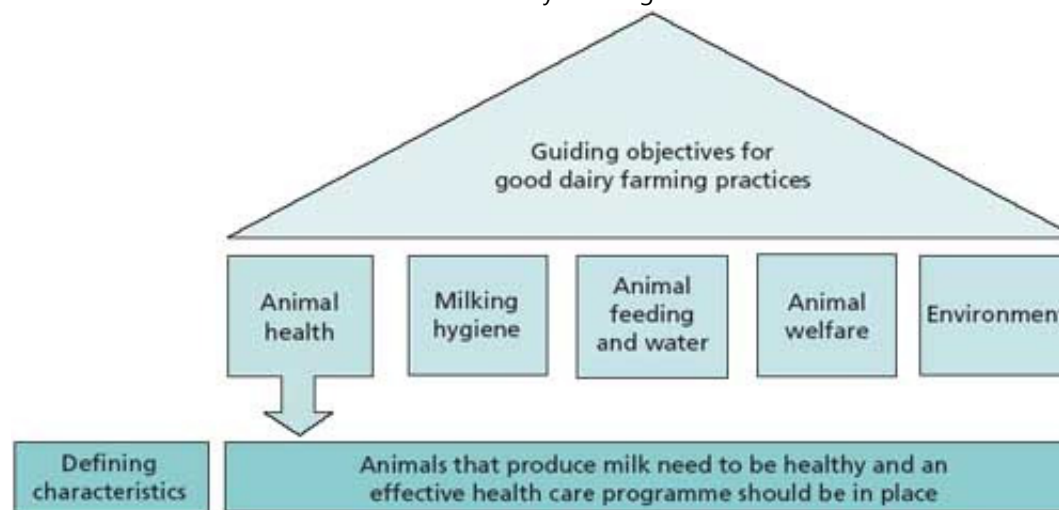 Guiding objectives for
good dairy farming practices
Animal
health
Milking
hygiene
Animal
feeding
and water
Animal
welfare
Environment
Defining
characteristics
Animals that produce milk need to be healthy and an
effective health care programme should be in place